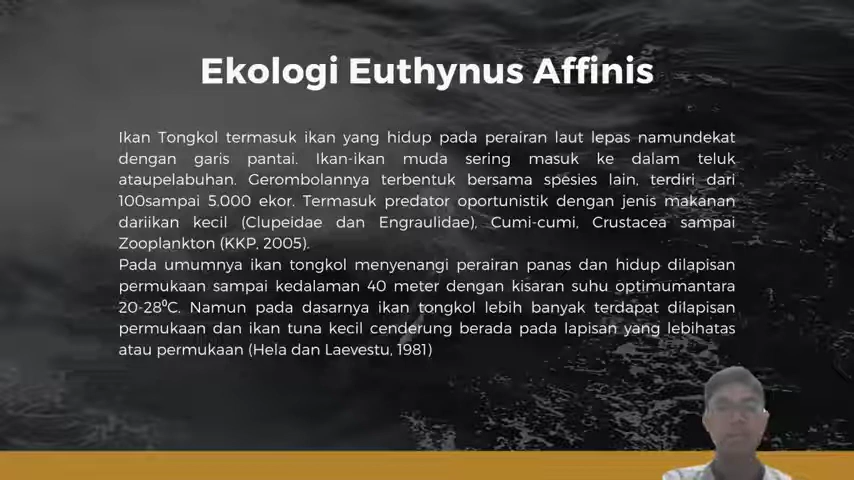 Ekologi Euthynus Affinis
Ikan Tongkol termasuk ikan yang hidup pada perairan laut lepas namundekat
dengan garis pantai. Ikan-ikan muda sering masuk ke dalam teluk
ataupelabuhan. Gerombolannya terbentuk bersama spesies lain, terdiri dari
100sampai 5,000 ekor. Termasuk predator oportunistik dengan jenis makanan
dariikan kecil (Clupeidae dan Engraulidae), Cumi-cumi, Crustacea sampai
Zooplankton (KKP, 2005).
Pada umumnya ikan tongkol menyenangi perairan panas dan hidup dilapisan
permukaan sampai kedalaman 40 meter dengan kisaran suhu optimumantara
20-28⁰C. Namun pada dasarnya ikan tongkol lebih banyak terdapat dilapisan
permukaan dan ikan tuna kecil cenderung berada pada lapisan yang lebihatas
atau permukaan (Hela dan Laevestu, 1981)